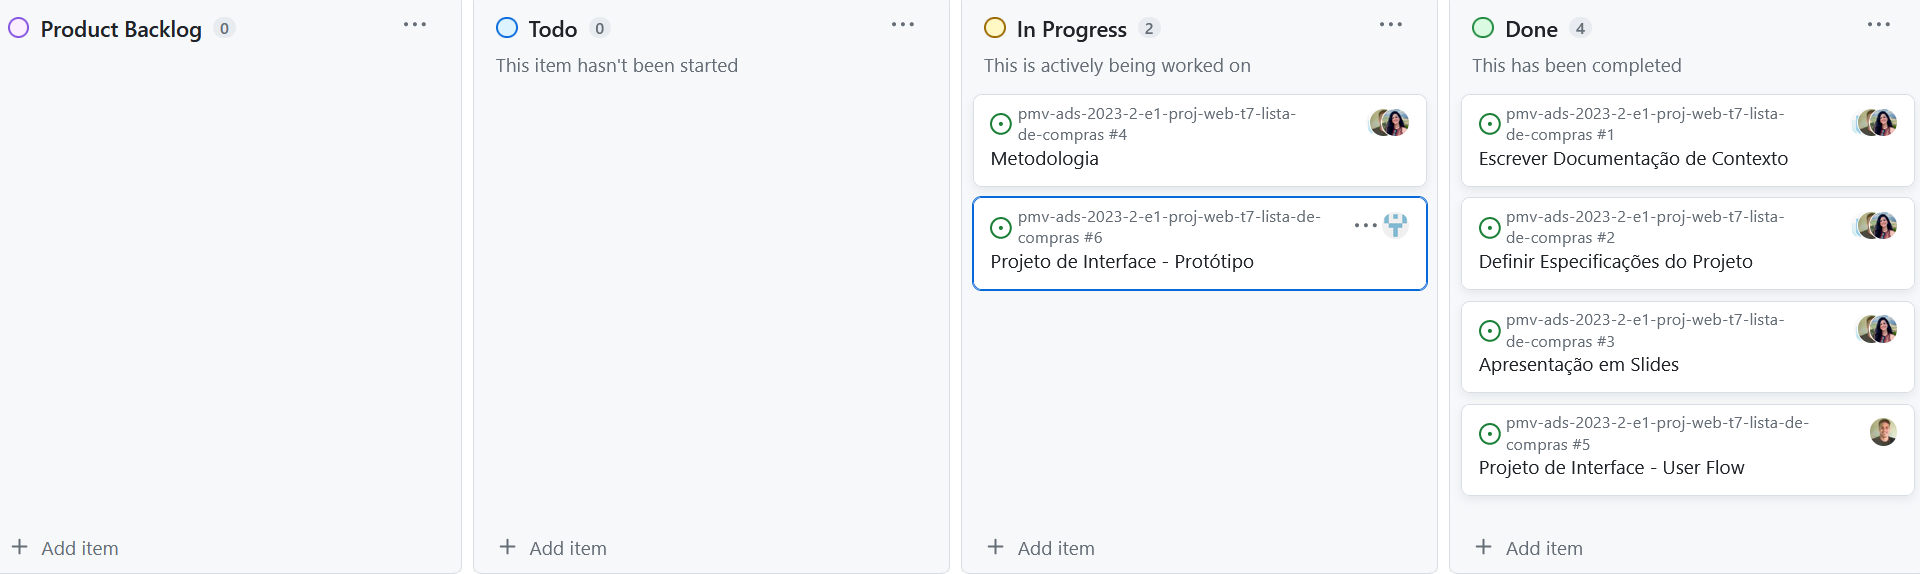 Product Backlog 0
Add item
Todo 0
This item hasn't been started
Add item
In Progress 2
This is actively being worked on
pmv-ads-2023-2-e1-proj-web-t7-lista-
de-compras #4
Metodologia
pmv-ads-2023-2-e1-proj-web-t7-lista-de-
compras #6
Projeto de Interface - Protótipo
Add item
Done 4
This has been completed
pmv-ads-2023-2-e1-proj-web-t7-lista-
de-compras #1
Escrever Documentação de Contexto
pmv-ads-2023-2-e1-proj-web-t7-lista-
de-compras #2
Definir Especificações do Projeto
pmv-ads-2023-2-e1-proj-web-t7-lista-
de-compras #3
Apresentação em Slides
pmv-ads-2023-2-e1-proj-web-t7-lista-de-
compras #5
Projeto de Interface - User Flow
Add item